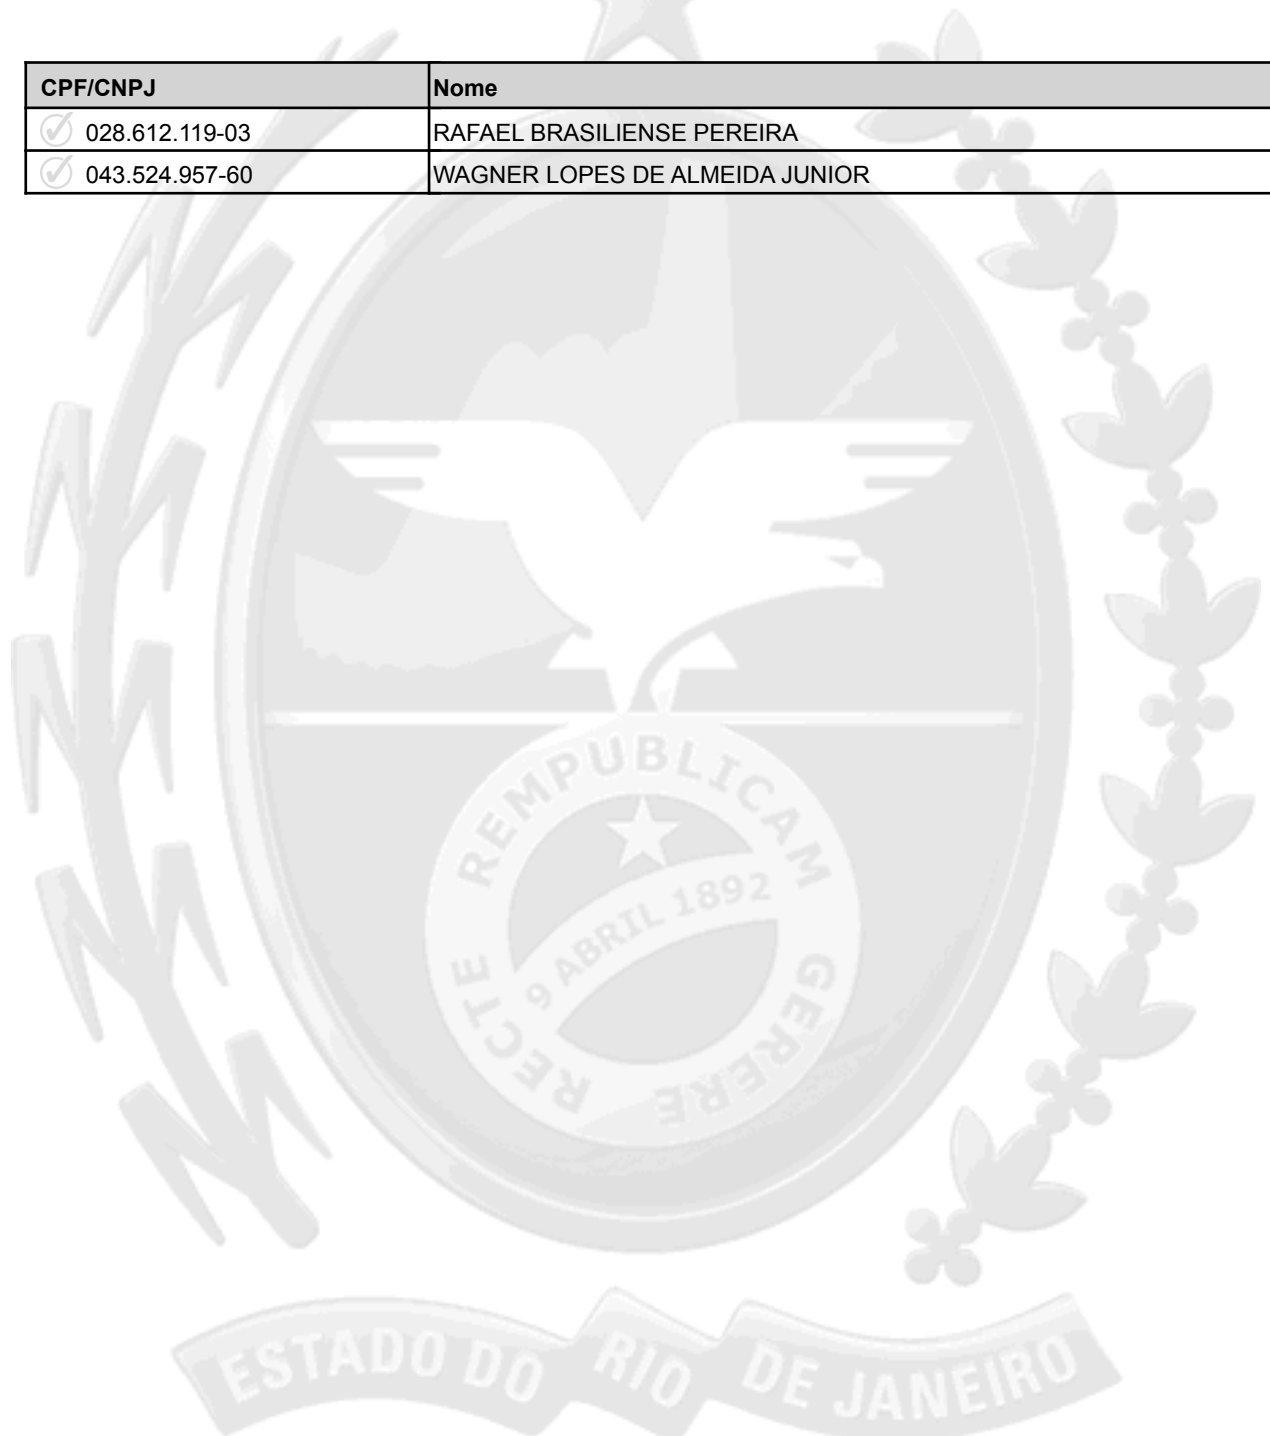 CPF/CNPJ Nome
028.612.119-03 RAFAEL BRASILIENSE PEREIRA
043.524.957-60 WAGNER LOPES DE ALMEIDA JUNIOR
REMPUBLICAM
9 ABRIL 1892
RECTE GERERE
ESTADO DO RIO DE JANEIRO